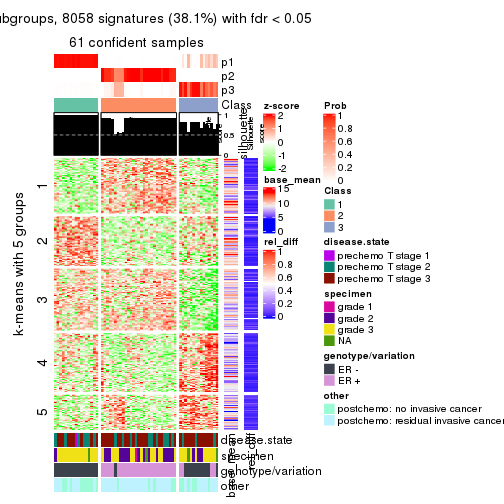 ubgroups, 8058 signatures (38.1%) with fdr < 0.05
61 confident samples
p1
p2
p3
Class
1
0.5
0
silhouette
score
k-means with 5 groups
1
2
3
4
5
z-score
2
1
0
-1
-2
base_mean
15
10
5
0
rel_diff
1
0.8
0.6
0.4
0.2
0
Prob
1
0.8
0.6
0.4
0.2
0
Class
1
2
3
disease.state
prechemo T stage 1
prechemo T stage 2
prechemo T stage 3
specimen
grade 1
grade 2
grade 3
NA
genotype/variation
ER -
ER +
other
postchemo: no invasive cancer
postchemo: residual invasive cancer
disease.state
specimen
genotype/variation
other
base_mean
rel_diff